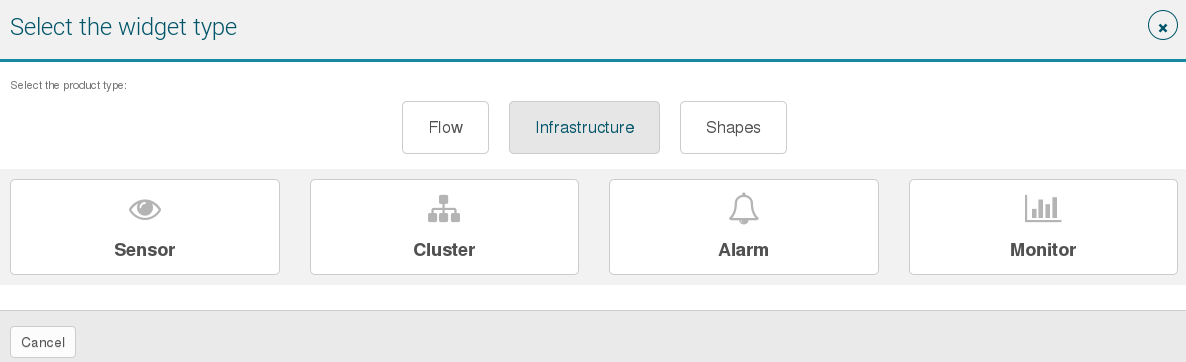 Select the widget type
Select the product type:
Flow
Infrastructure
Shapes
Sensor
Cluster
Alarm
Monitor
Cancel